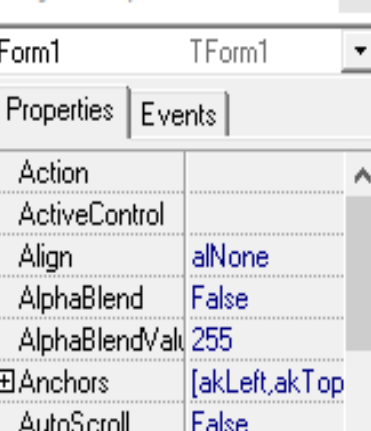 Form1 TForm1
Properties Events
Action
ActiveControl
Align alNone
AlphaBlend False
AlphaBlendValu 255
Anchors [akLeft,akTop
AutoScroll False